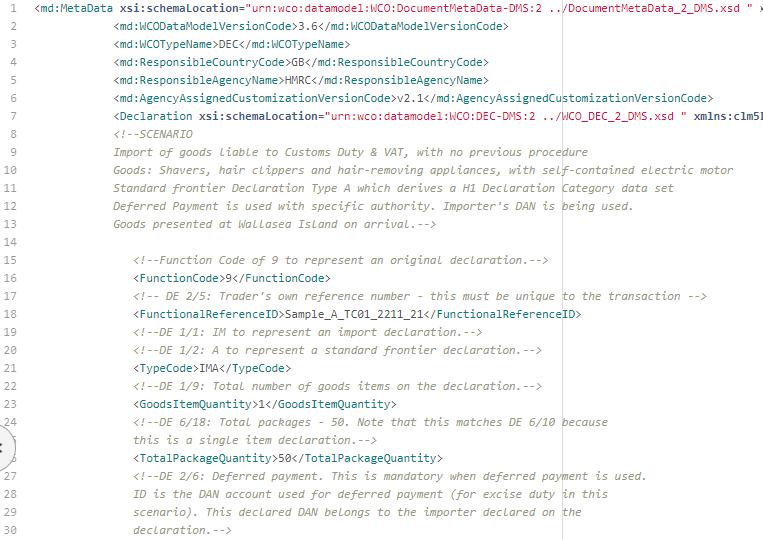 1 <md:MetaData xsi:schemaLocation="urn:wco:datamodel:WCO:DocumentMetaData-DMS:2 ../DocumentMetaData_2_DMS.xsd " x
2 <md:WCODataModelVersionCode>3.6</md:WCODataModelVersionCode>
3 <md:WCOTypeName>DEC</md:WCOTypeName>
4 <md:ResponsibleCountryCode>GB</md:ResponsibleCountryCode>
5 <md:ResponsibleAgencyName>HMRC</md:ResponsibleAgencyName>
6 <md:AgencyAssignedCustomizationVersionCode>v2.1</md:AgencyAssignedCustomizationVersionCode>
7 <Declaration xsi:schemaLocation="urn:wco:datamodel:WCO:DEC-DMS:2 ../WCO_DEC_2_DMS.xsd " xmlns:clm5
8 <!--SCENARIO
9 Import of goods liable to Customs Duty & VAT, with no previous procedure
10 Goods: Shavers, hair clippers and hair-removing appliances, with self-contained electric motor
11 Standard frontier Declaration Type A which derives a H1 Declaration Category data set
12 Deferred Payment is used with specific authority. Importer's DAN is being used.
13 Goods presented at Wallasea Island on arrival.-->
14
15 <!--Function Code of 9 to represent an original declaration.-->
16 <FunctionCode>9</FunctionCode>
17 <!-- DE 2/5: Trader's own reference number - this must be unique to the transaction -->
18 <FunctionalReferenceID>Sample_A_TC01_2211_21</FunctionalReferenceID>
19 <!--DE 1/1: IM to represent an import declaration.-->
20 <!--DE 1/2: A to represent a standard frontier declaration.-->
21 <TypeCode>IMA</TypeCode>
22 <!--DE 1/9: Total number of goods items on the declaration.-->
23 <GoodsItemQuantity>1</GoodsItemQuantity>
24 <!--DE 6/18: Total packages - 50. Note that this matches DE 6/10 because
this is a single item declaration.-->
<TotalPackageQuantity>50</TotalPackageQuantity>
27 <!--DE 2/6: Deferred payment. This is mandatory when deferred payment is used.
28 ID is the DAN account used for deferred payment (for excise duty in this
29 scenario). This declared DAN belongs to the importer declared on the
30 declaration.-->